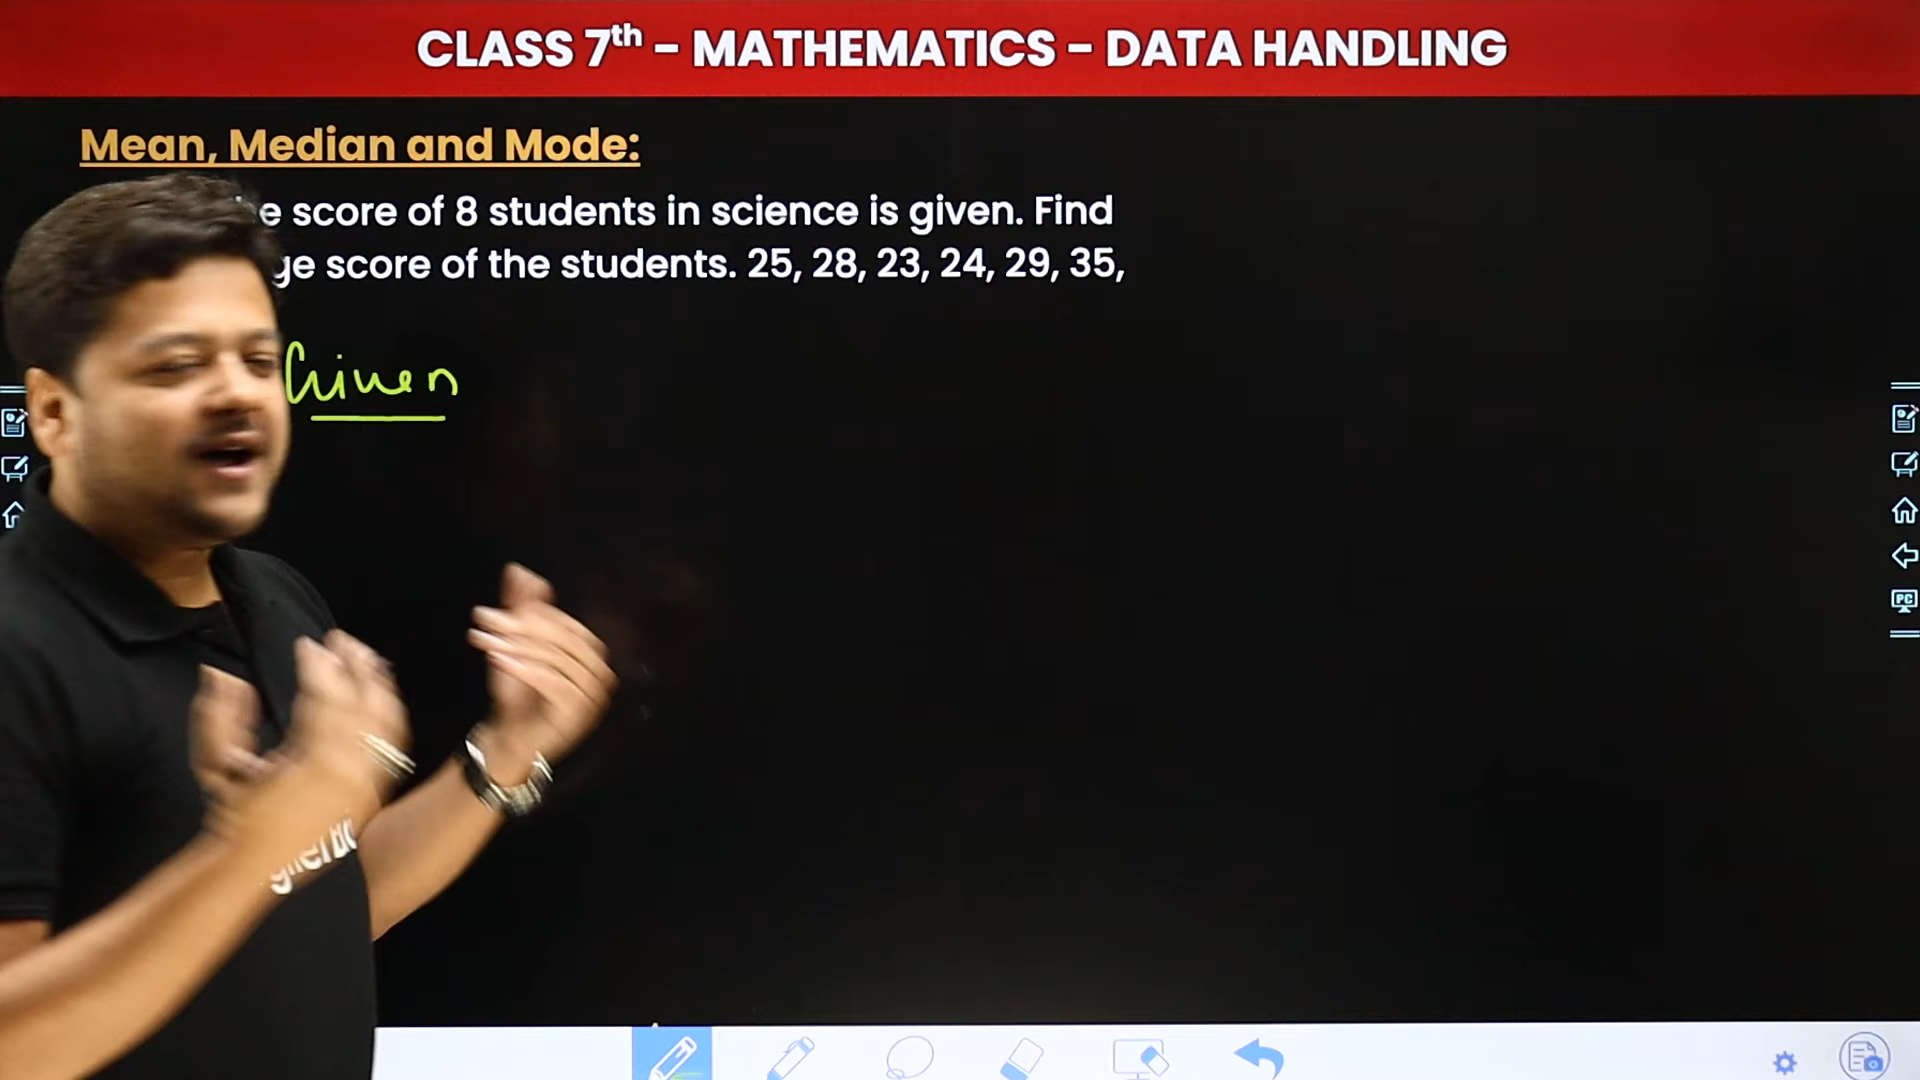 CLASS 7th – MATHEMATICS – DATA HANDLING
Mean, Median and Mode:
score of 8 students in science is given. Find
score of the students. 25, 28, 23, 24, 29, 35,
Given
PC